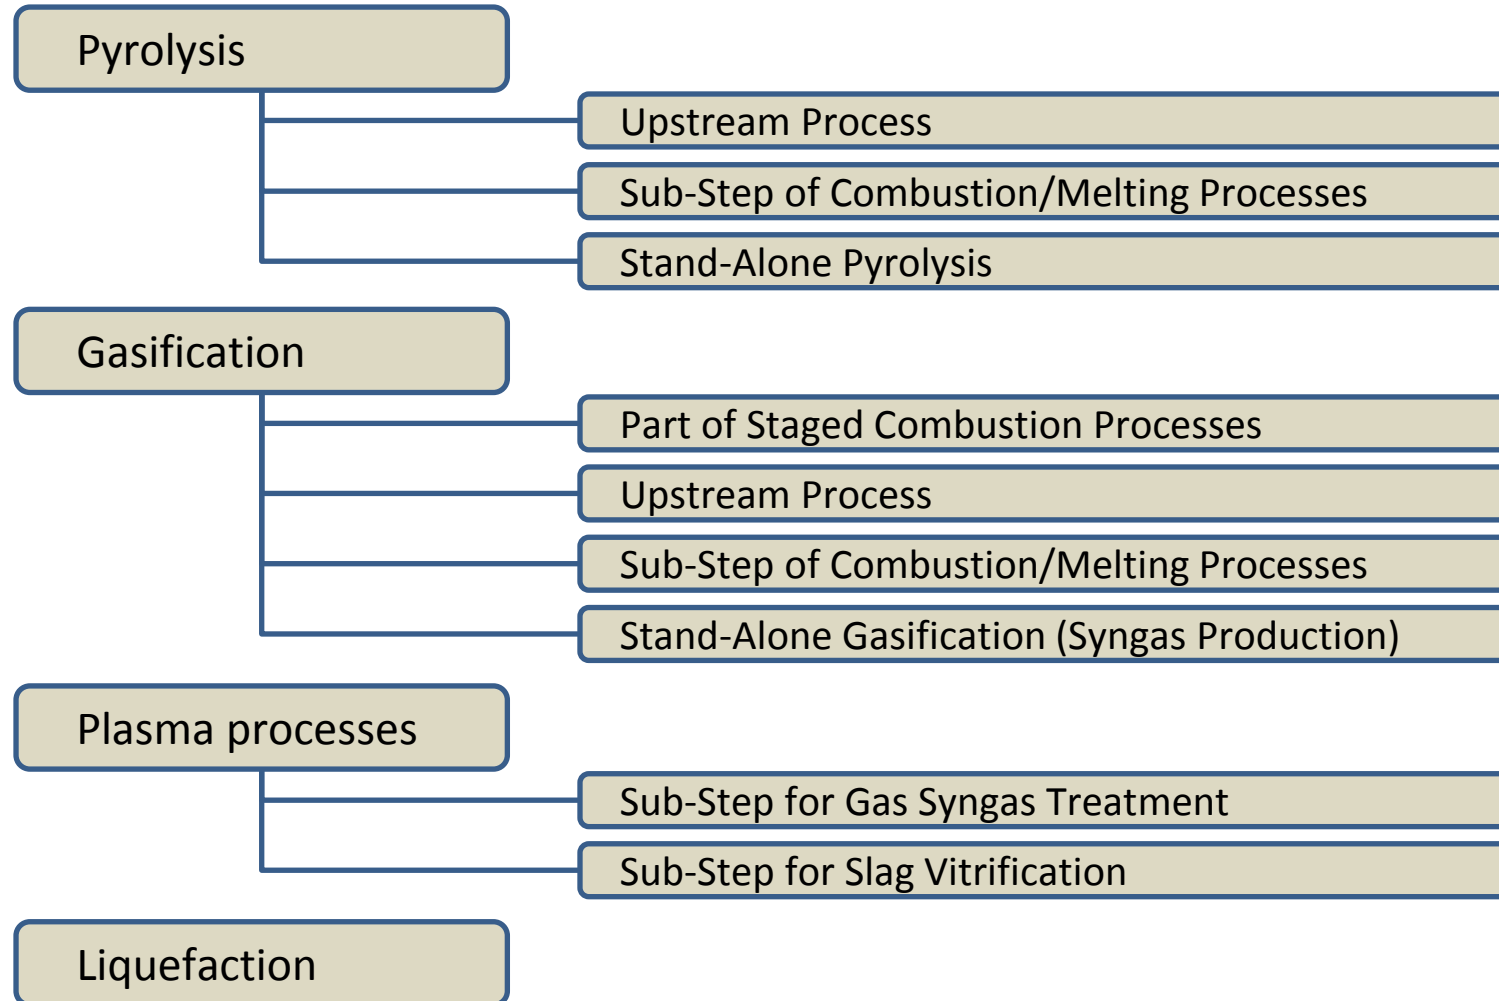 Pyrolysis
Upstream Process
Sub-Step of Combustion/Melting Processes
Stand-Alone Pyrolysis
Gasification
Part of Staged Combustion Processes
Upstream Process
Sub-Step of Combustion/Melting Processes
Stand-Alone Gasification (Syngas Production)
Plasma processes
Sub-Step for Gas Syngas Treatment
Sub-Step for Slag Vitrification
Liquefaction